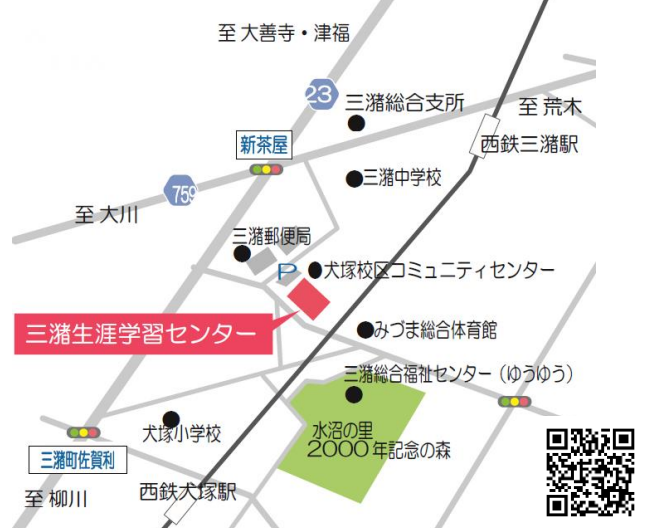 至 大善寺・津福
23
三潴総合支所
至 荒木
新茶屋
西鉄三潴駅
三潴中学校
759
至 大川
三潴郵便局
P
犬塚校区コミュニティセンター
三潴生涯学習センター
みづま総合体育館
三潴総合福祉センター（ゆうゆう）
犬塚小学校
水沼の里
2000年記念の森
三潴町佐賀利
至 柳川
西鉄犬塚駅